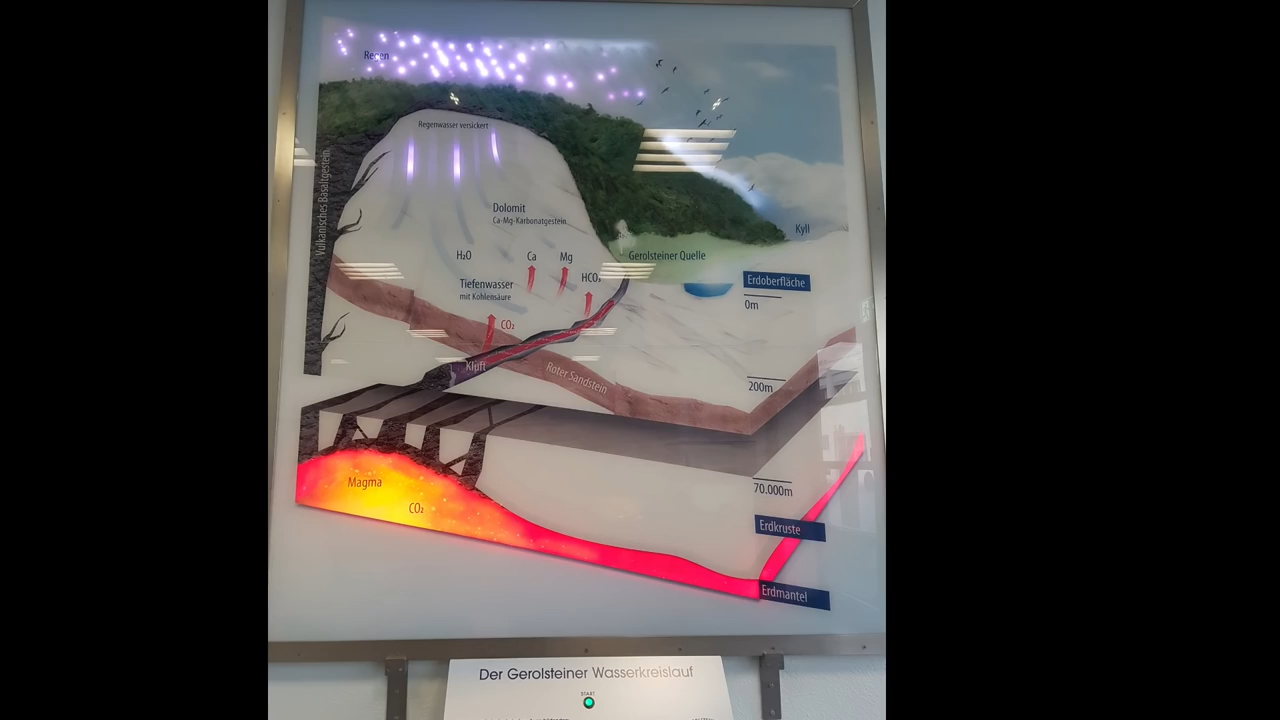 Regen
Regenwasser versickert
Vulkanisches Basaltgestein
Dolomit
Ca-Mg-Karbonatgestein
Kyll
H₂O
Ca
Mg
Gerolsteiner Quelle
HCO₃
Erdoberfläche
Tiefenwasser
mit Kohlensäure
0m
CO₂
Kluft
Roter Sandstein
200m
Magma
70.000m
CO₂
Erdkruste
Erdmantel
Der Gerolsteiner Wasserkreislauf
START